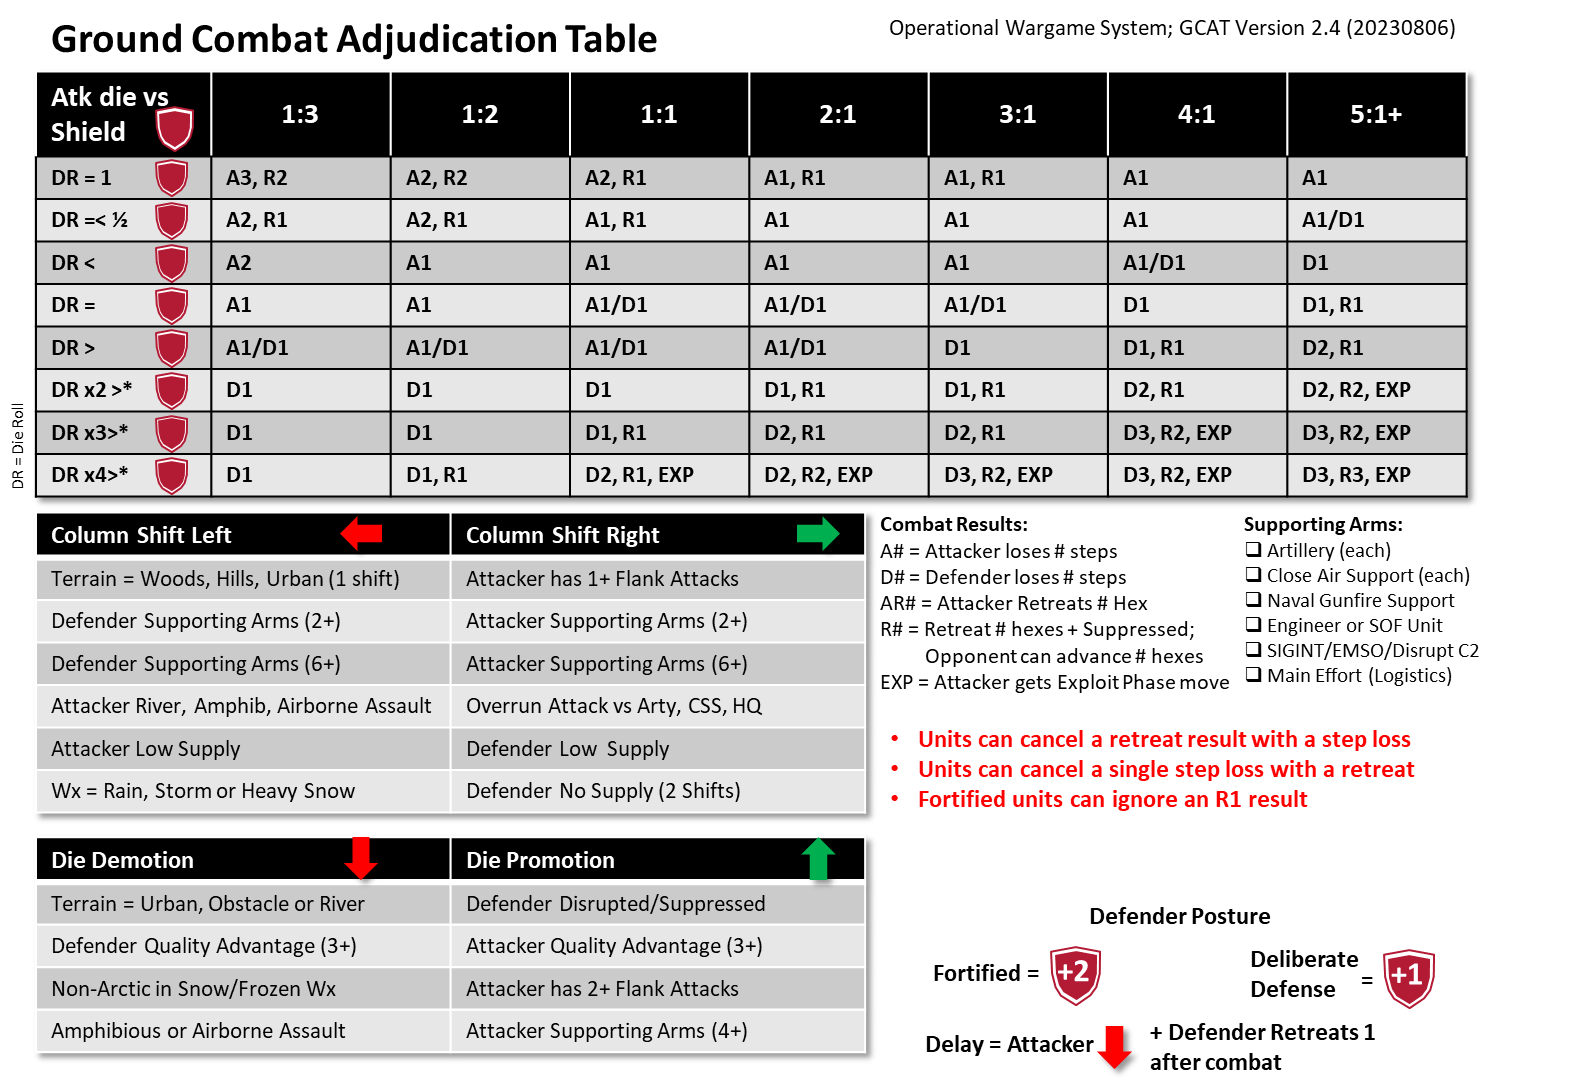 Ground Combat Adjudication Table
Operational Wargame System; GCAT Version 2.4 (20230806)
Atk die vs Shield 1:3 1:2 1:1 2:1 3:1 4:1 5:1+
DR = 1 A3, R2 A2, R2 A2, R1 A1, R1 A1, R1 A1 A1
DR =< ½ A2, R1 A2, R1 A1, R1 A1 A1 A1 A1/D1
DR < A2 A1 A1 A1 A1 A1/D1 D1
DR = A1 A1 A1/D1 A1/D1 A1/D1 D1 D1, R1
DR > A1/D1 A1/D1 A1/D1 A1/D1 D1 D1, R1 D2, R1
DR x2 >* D1 D1 D1 D1, R1 D1, R1 D2, R1 D2, R2, EXP
DR x3>* D1 D1 D1, R1 D2, R1 D2, R1 D3, R2, EXP D3, R2, EXP
DR x4>* D1 D1, R1 D2, R1, EXP D2, R2, EXP D3, R2, EXP D3, R2, EXP D3, R3, EXP
DR = Die Roll
Column Shift Left Column Shift Right
Terrain = Woods, Hills, Urban (1 shift) Attacker has 1+ Flank Attacks
Defender Supporting Arms (2+) Attacker Supporting Arms (2+)
Defender Supporting Arms (6+) Attacker Supporting Arms (6+)
Attacker River, Amphib, Airborne Assault Overrun Attack vs Arty, CSS, HQ
Attacker Low Supply Defender Low Supply
Wx = Rain, Storm or Heavy Snow Defender No Supply (2 Shifts)
Combat Results:
A# = Attacker loses # steps
D# = Defender loses # steps
AR# = Attacker Retreats # Hex
R# = Retreat # hexes + Suppressed;
Opponent can advance # hexes
EXP = Attacker gets Exploit Phase move
Supporting Arms:
❑ Artillery (each)
❑ Close Air Support (each)
❑ Naval Gunfire Support
❑ Engineer or SOF Unit
❑ SIGINT/EMSO/Disrupt C2
❑ Main Effort (Logistics)
• Units can cancel a retreat result with a step loss
• Units can cancel a single step loss with a retreat
• Fortified units can ignore an R1 result
Die Demotion Die Promotion
Terrain = Urban, Obstacle or River Defender Disrupted/Suppressed
Defender Quality Advantage (3+) Attacker Quality Advantage (3+)
Non-Arctic in Snow/Frozen Wx Attacker has 2+ Flank Attacks
Amphibious or Airborne Assault Attacker Supporting Arms (4+)
Defender Posture
Fortified = +2
Deliberate
Defense = +1
Delay = Attacker + Defender Retreats 1
after combat